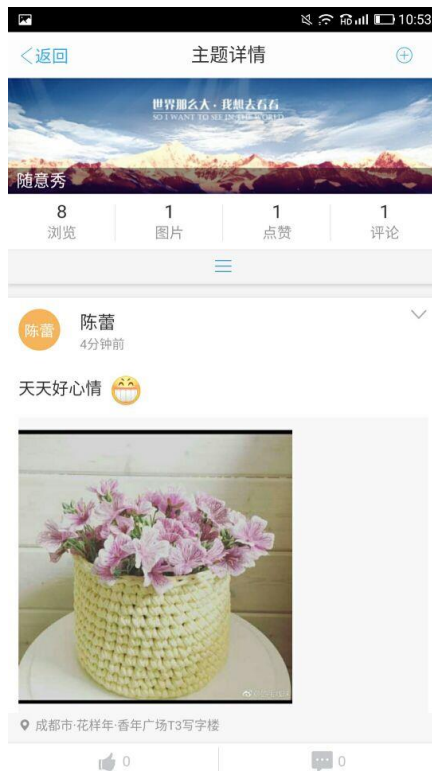 HD 10:53
返回
主题详情
世界那么大·我想去看看
SO I WANT TO SEE IN THE WORLD
随意秀
8 1 1 1
浏览 图片 点赞 评论
陈蕾
陈蕾
4分钟前
天天好心情
成都市·花样年·香年广场T3写字楼
0 0